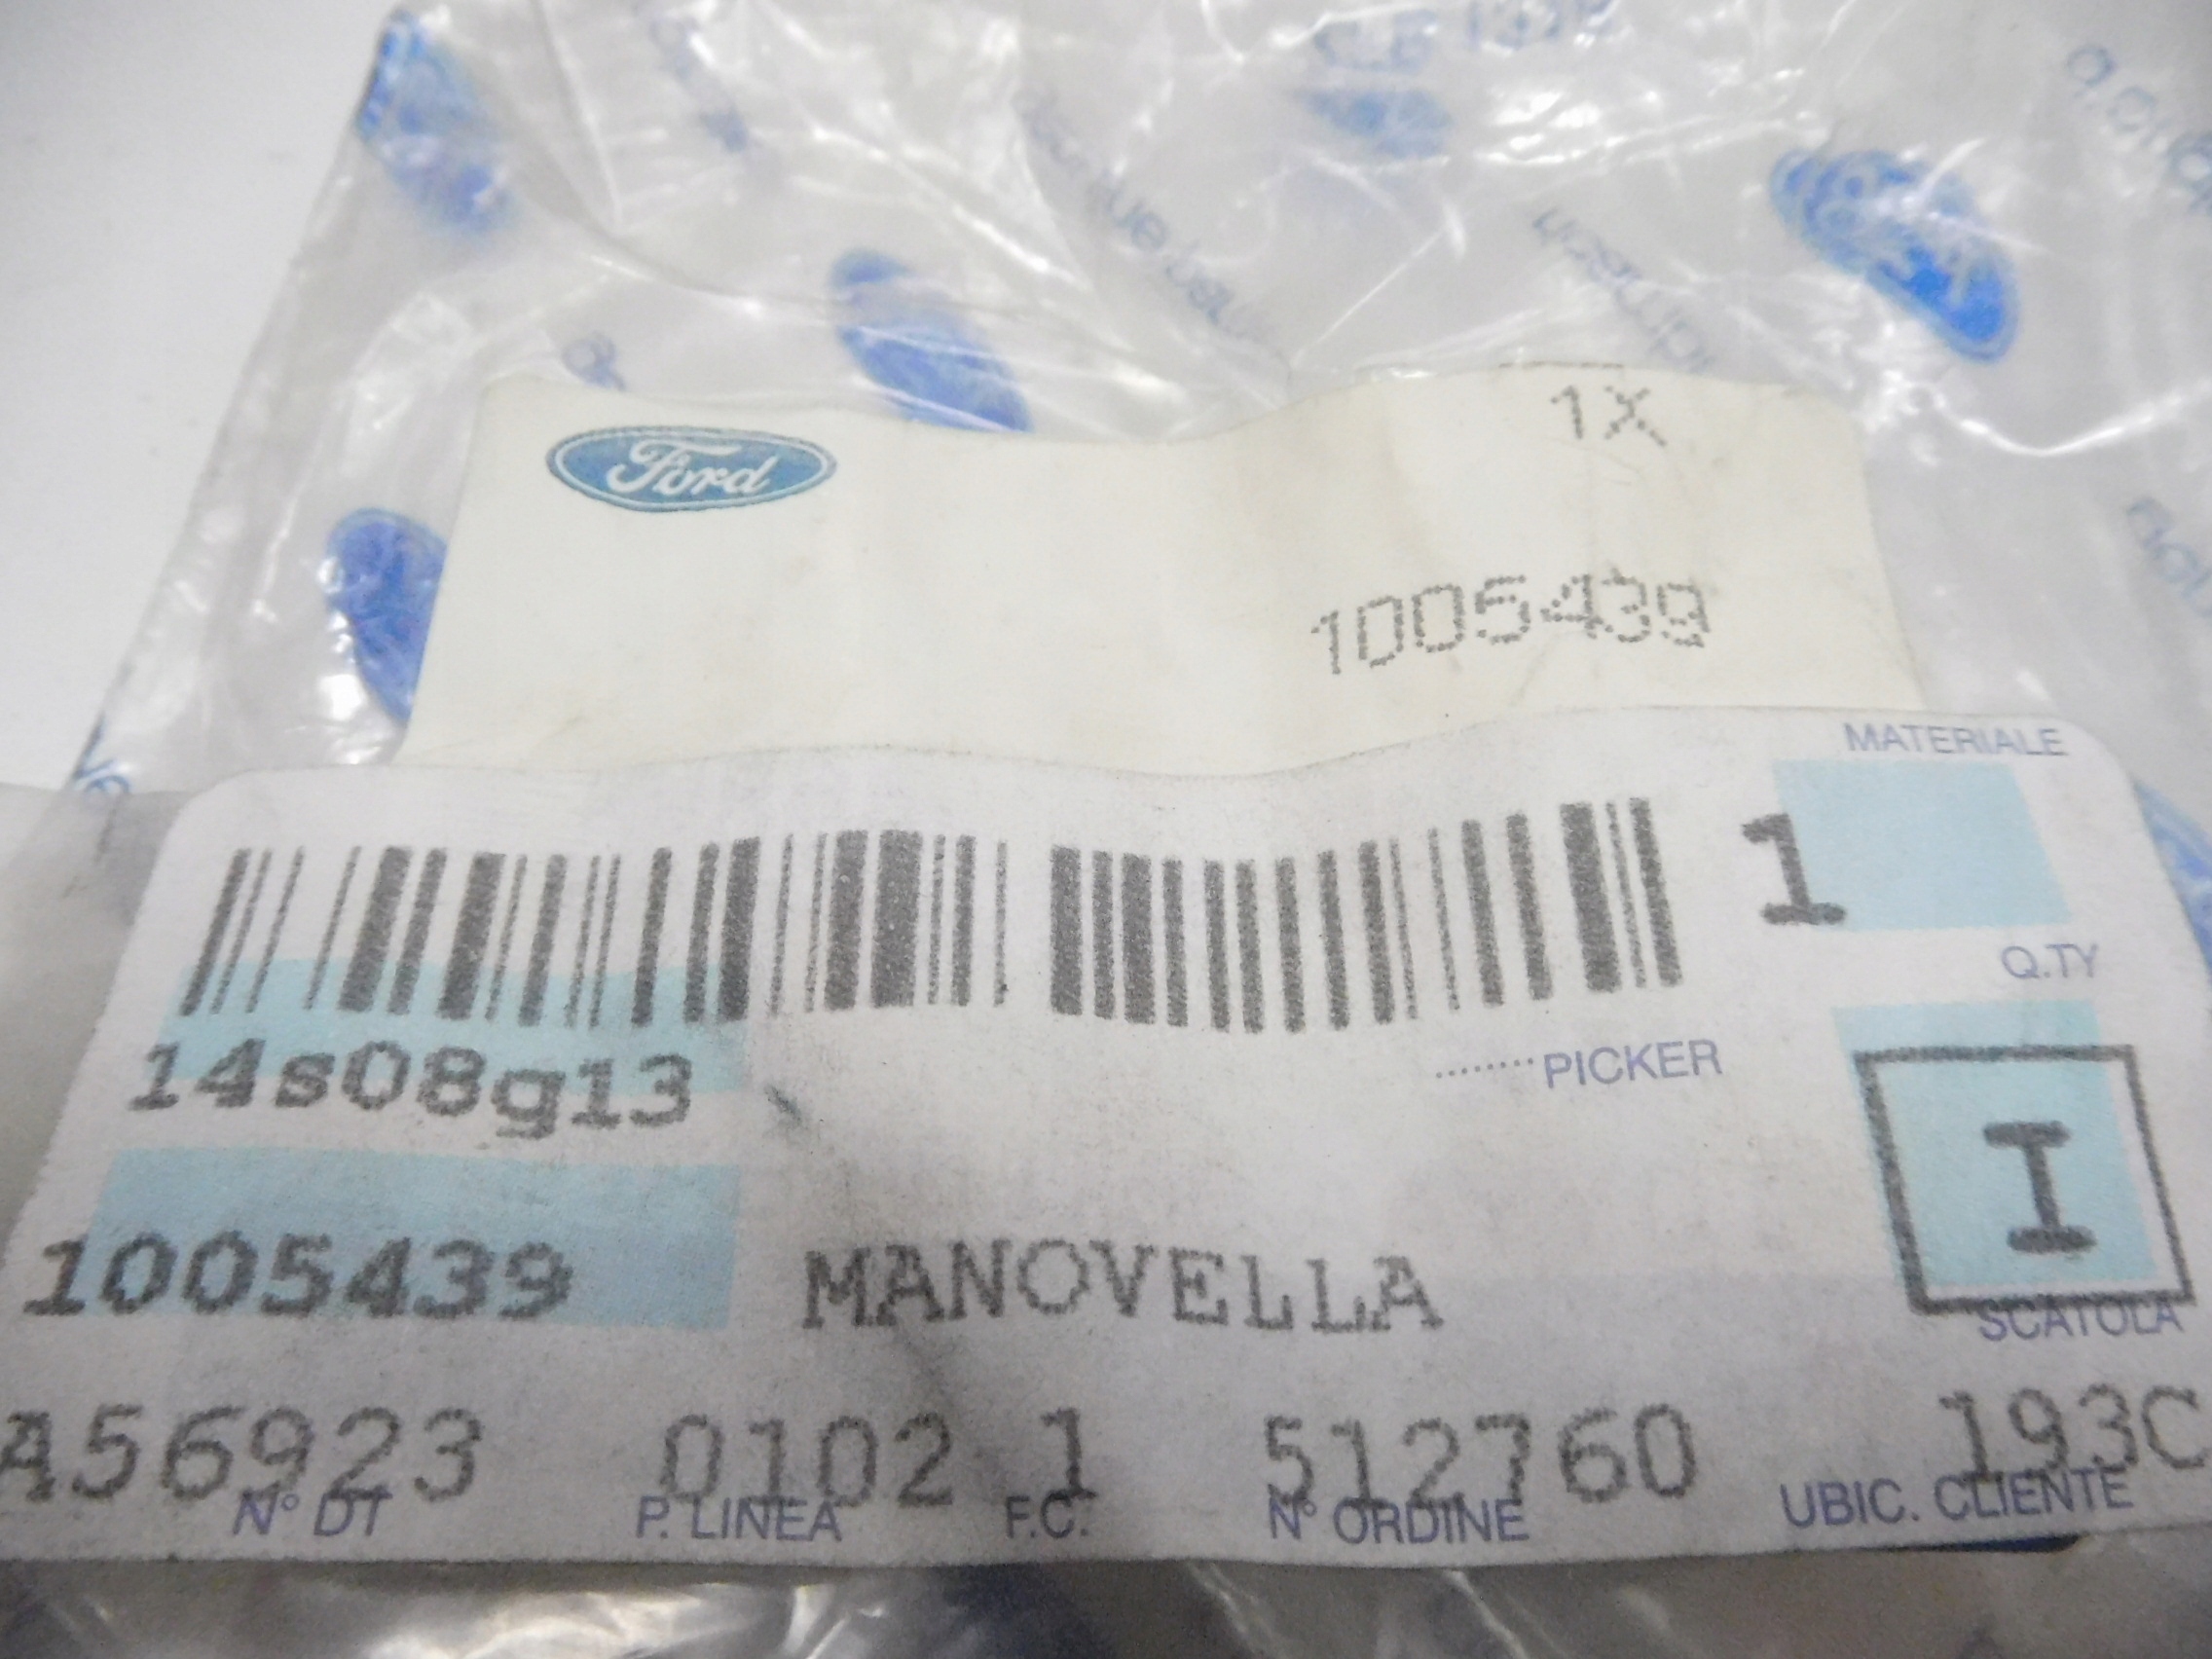 Ford
1X
1005439
MATERIALE
1
Q.TY
14s08g13
........PICKER
I
1005439 MANOVELLA
SCATOLA
A56923 0102 1 512760 193C
N° DT P. LINEA F.C. N° ORDINE UBIC. CLIENTE